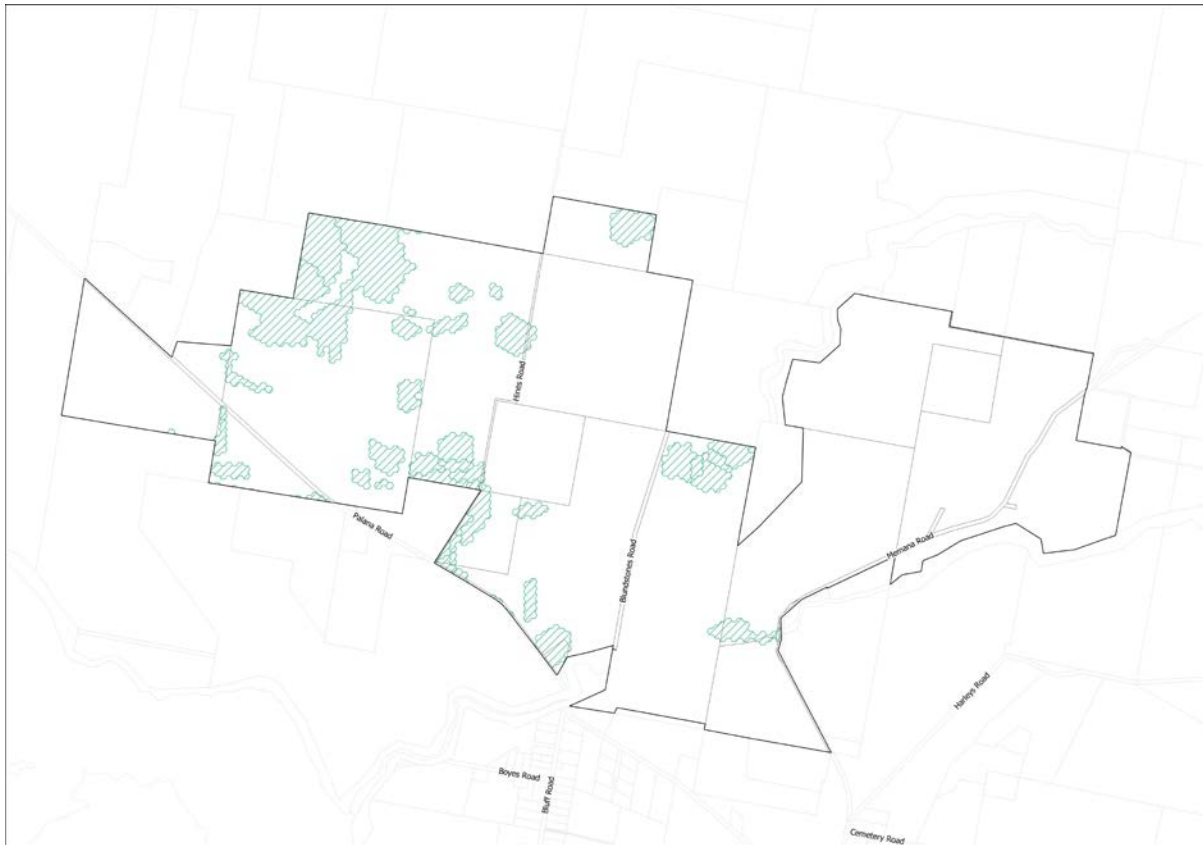 Hines Road
Palana Road
Memana Road
Blundstones Road
Harleys Road
Boyes Road
Bluff Road
Cemetery Road